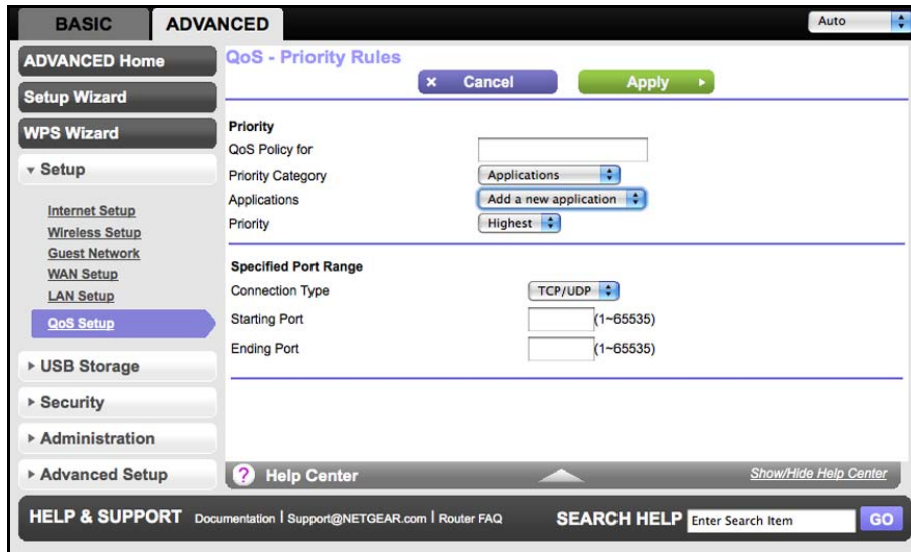 BASIC ADVANCED Auto
ADVANCED Home
Setup Wizard
WPS Wizard
Setup
Internet Setup
Wireless Setup
Guest Network
WAN Setup
LAN Setup
QoS Setup
USB Storage
Security
Administration
Advanced Setup
QoS - Priority Rules
× Cancel Apply
Priority
QoS Policy for
Priority Category Applications
Applications Add a new application
Priority Highest
Specified Port Range
Connection Type TCP/UDP
Starting Port (1~65535)
Ending Port (1~65535)
? Help Center Show/Hide Help Center
HELP & SUPPORT Documentation | Support@NETGEAR.com | Router FAQ SEARCH HELP Enter Search Item GO